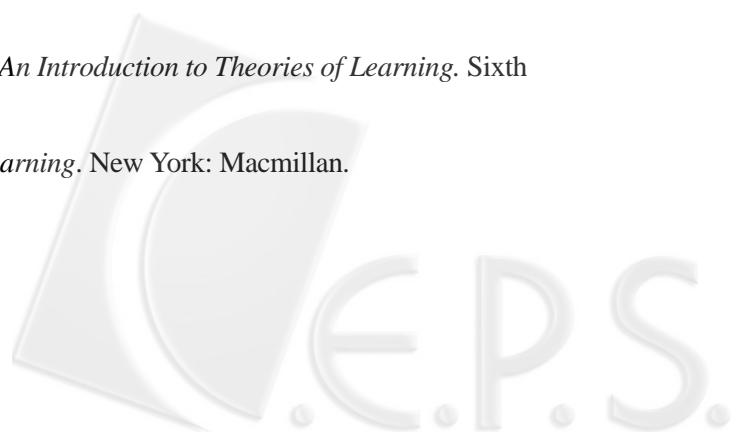 An Introduction to Theories of Learning. Sixth
arning. New York: Macmillan.
C.E.P.S.